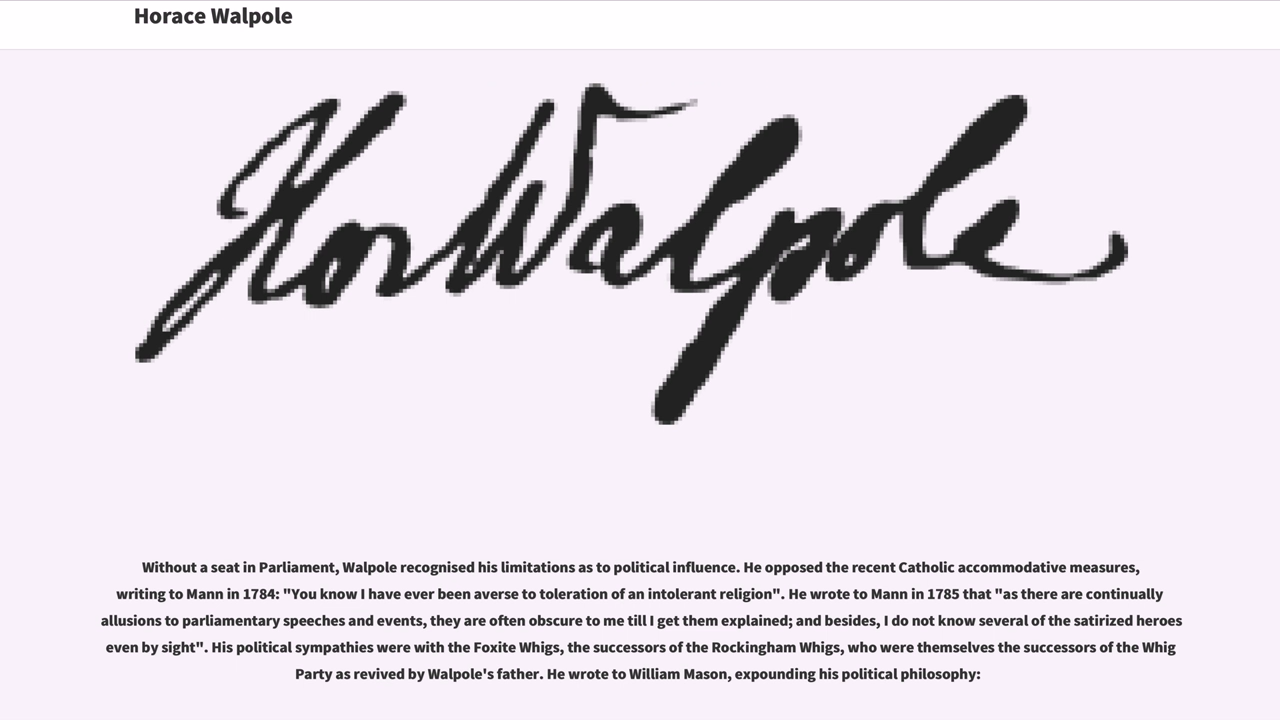 Horace Walpole
Hor Walpole
Without a seat in Parliament, Walpole recognised his limitations as to political influence. He opposed the recent Catholic accommodative measures,
writing to Mann in 1784: "You know I have ever been averse to toleration of an intolerant religion". He wrote to Mann in 1785 that "as there are continually
allusions to parliamentary speeches and events, they are often obscure to me till I get them explained; and besides, I do not know several of the satirized heroes
even by sight". His political sympathies were with the Foxite Whigs, the successors of the Rockingham Whigs, who were themselves the successors of the Whig
Party as revived by Walpole's father. He wrote to William Mason, expounding his political philosophy: